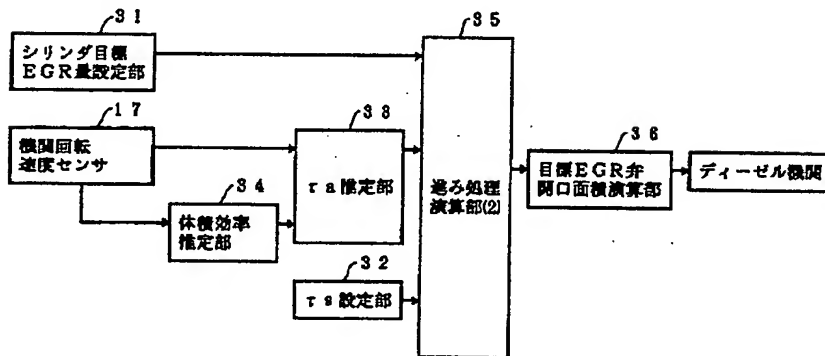 31
シリンダ目標
EGR量設定部
35
17
機関回転
速度センサ
33
τa推定部
34
体積効率
推定部
32
τs設定部
進み処理
演算部(2)
36
目標EGR弁
開口面積演算部
ディーゼル機関